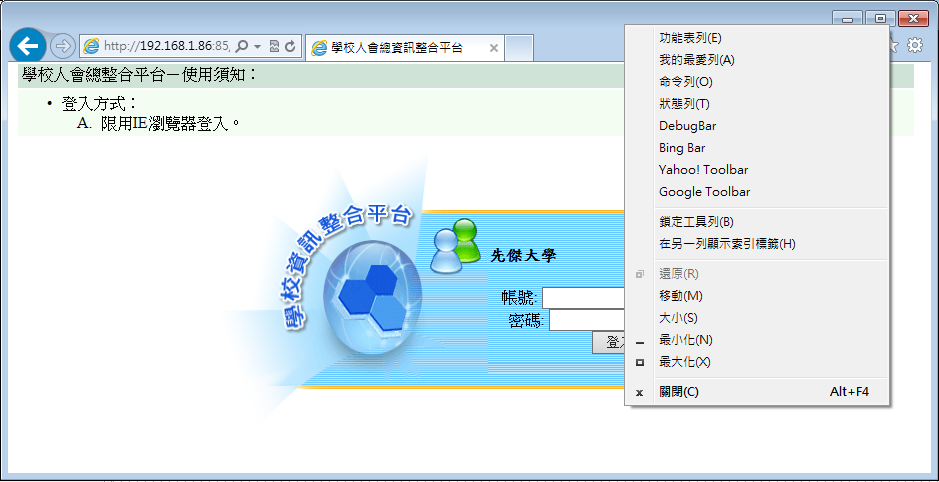 http://192.168.1.86:85/
學校人會總資訊整合平台
學校人會總整合平台－使用須知：
• 登入方式：
A. 限用IE瀏覽器登入。
學校資訊整合平台
先傑大學
帳號:
密碼:
登
功能表列(E)
我的最愛列(A)
命令列(O)
狀態列(T)
DebugBar
Bing Bar
Yahoo! Toolbar
Google Toolbar
鎖定工具列(B)
在另一列顯示索引標籤(H)
還原(R)
移動(M)
大小(S)
最小化(N)
最大化(X)
關閉(C) Alt+F4